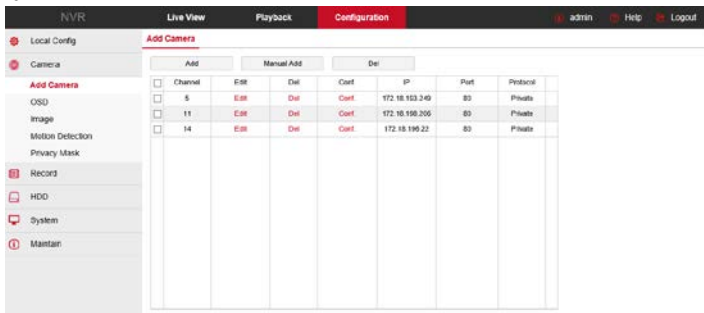 NVR Live View Playback Configuration admin Help Logout
Local Config
Camera
Add Camera
OSD
Image
Motion Detection
Privacy Mask
Record
HDD
System
Maintain
Add Camera
Add Manual Add Del
Channel Edit Del Conf. IP Port Protocol
5 Edit Del Conf. 172.18.193.249 80 Private
11 Edit Del Conf. 172.18.198.206 80 Private
14 Edit Del Conf. 172.18.196.22 80 Private